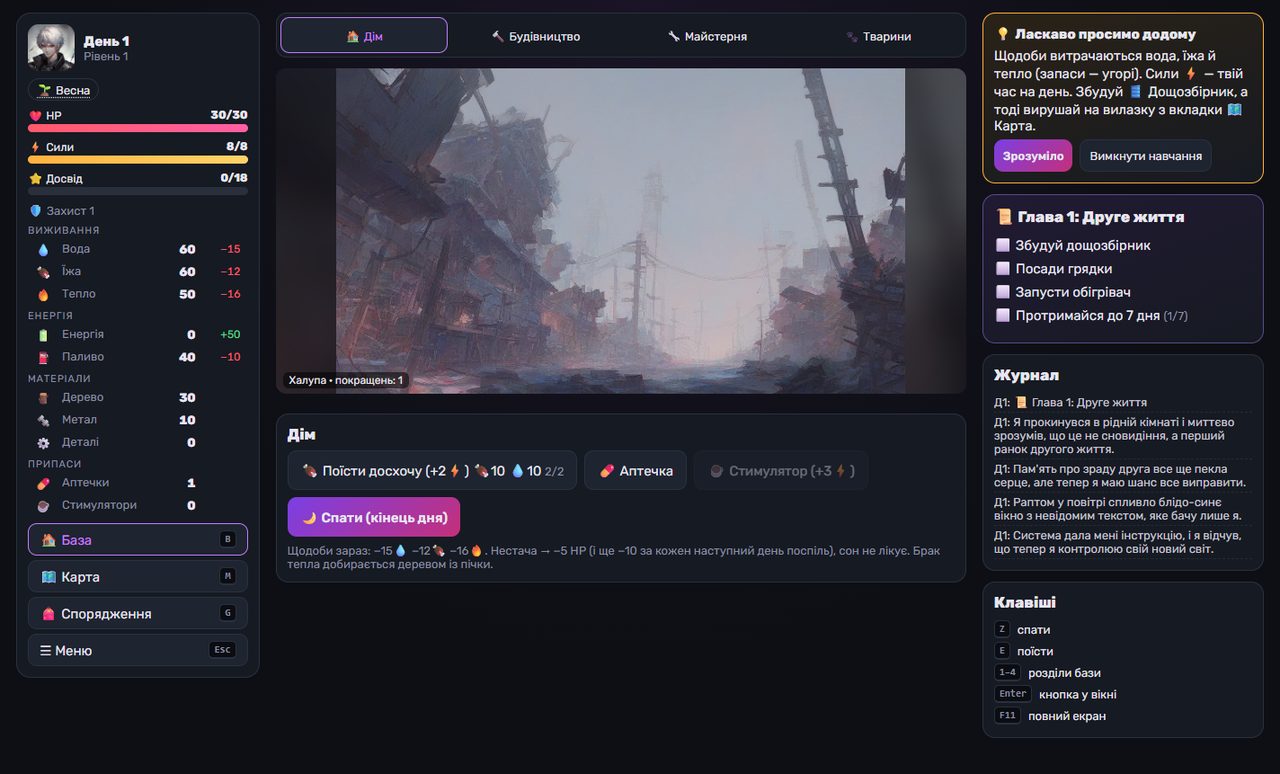 День 1
Рівень 1
Весна
HP 30/30
Сили 8/8
Досвід 0/18
Захист 1
ВИЖИВАННЯ
Вода 60 −15
Їжа 60 −12
Тепло 50 −16
ЕНЕРГІЯ
Енергія 0 +50
Паливо 40 −10
МАТЕРІАЛИ
Дерево 30
Метал 10
Деталі 0
ПРИПАСИ
Аптечки 1
Стимулятори 0
База B
Карта M
Спорядження G
☰ Меню Esc
Дім
Будівництво
Майстерня
Тварини
Халупа • покращень: 1
Дім
Поїсти досхочу (+2⚡) 🍖10 💧10 2/2
Аптечка
Стимулятор (+3⚡)
Спати (кінець дня)
Щодоби зараз: −15💧 −12🍖 −16🔥. Нестача → −5 HP (і ще −10 за кожен наступний день поспіль), сон не лікує. Брак
тепла добирається деревом із пічки.
Ласкаво просимо додому
Щодоби витрачаються вода, їжа й
тепло (запаси — угорі). Сили ⚡ — твій
час на день. Збудуй 🛢 Дощозбірник, а
тоді вирушай на вилазку з вкладки 🗺
Карта.
Зрозуміло
Вимкнути навчання
Глава 1: Друге життя
Збудуй дощозбірник
Посади грядки
Запусти обігрівач
Протримайся до 7 дня (1/7)
Журнал
Д1: 📜 Глава 1: Друге життя
Д1: Я прокинувся в рідній кімнаті і миттєво
зрозумів, що це не сновидіння, а перший
ранок другого життя.
Д1: Пам'ять про зраду друга все ще пекла
серце, але тепер я маю шанс все виправити.
Д1: Раптом у повітрі спливло блідо-синє
вікно з невідомим текстом, яке бачу лише я.
Д1: Система дала мені інструкцію, і я відчув,
що тепер я контролюю свій новий світ.
Клавіші
Z спати
E поїсти
1–4 розділи бази
Enter кнопка у вікні
F11 повний екран